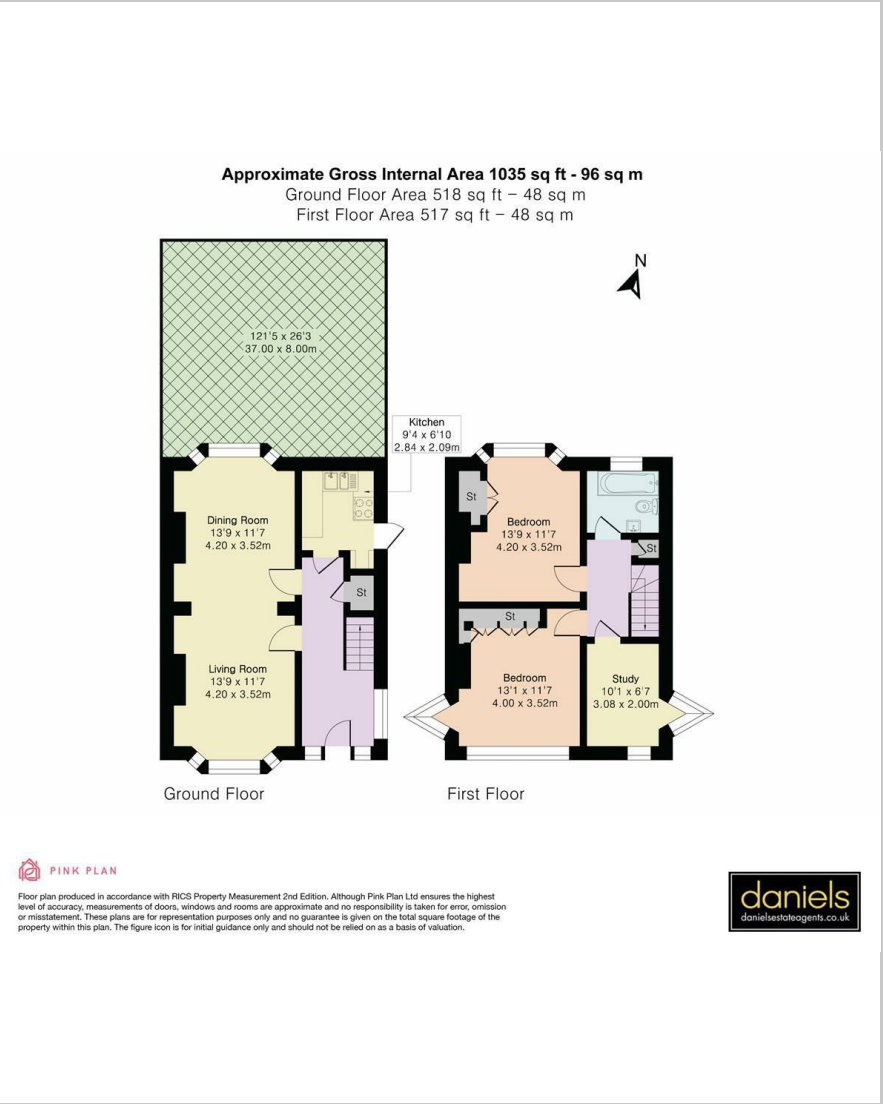 Approximate Gross Internal Area 1035 sq ft - 96 sq m
Ground Floor Area 518 sq ft – 48 sq m
First Floor Area 517 sq ft – 48 sq m
N
121'5 x 26'3
37.00 x 8.00m
Kitchen
9'4 x 6'10
2.84 x 2.09m
Dining Room
13'9 x 11'7
4.20 x 3.52m
St
Living Room
13'9 x 11'7
4.20 x 3.52m
Ground Floor
St
Bedroom
13'9 x 11'7
4.20 x 3.52m
St
St
Bedroom
13'1 x 11'7
4.00 x 3.52m
Study
10'1 x 6'7
3.08 x 2.00m
First Floor
PINK PLAN
Floor plan produced in accordance with RICS Property Measurement 2nd Edition. Although Pink Plan Ltd ensures the highest
level of accuracy, measurements of doors, windows and rooms are approximate and no responsibility is taken for error, omission
or misstatement. These plans are for representation purposes only and no guarantee is given on the total square footage of the
property within this plan. The figure icon is for initial guidance only and should not be relied on as a basis of valuation.
daniels
danielsestateagents.co.uk